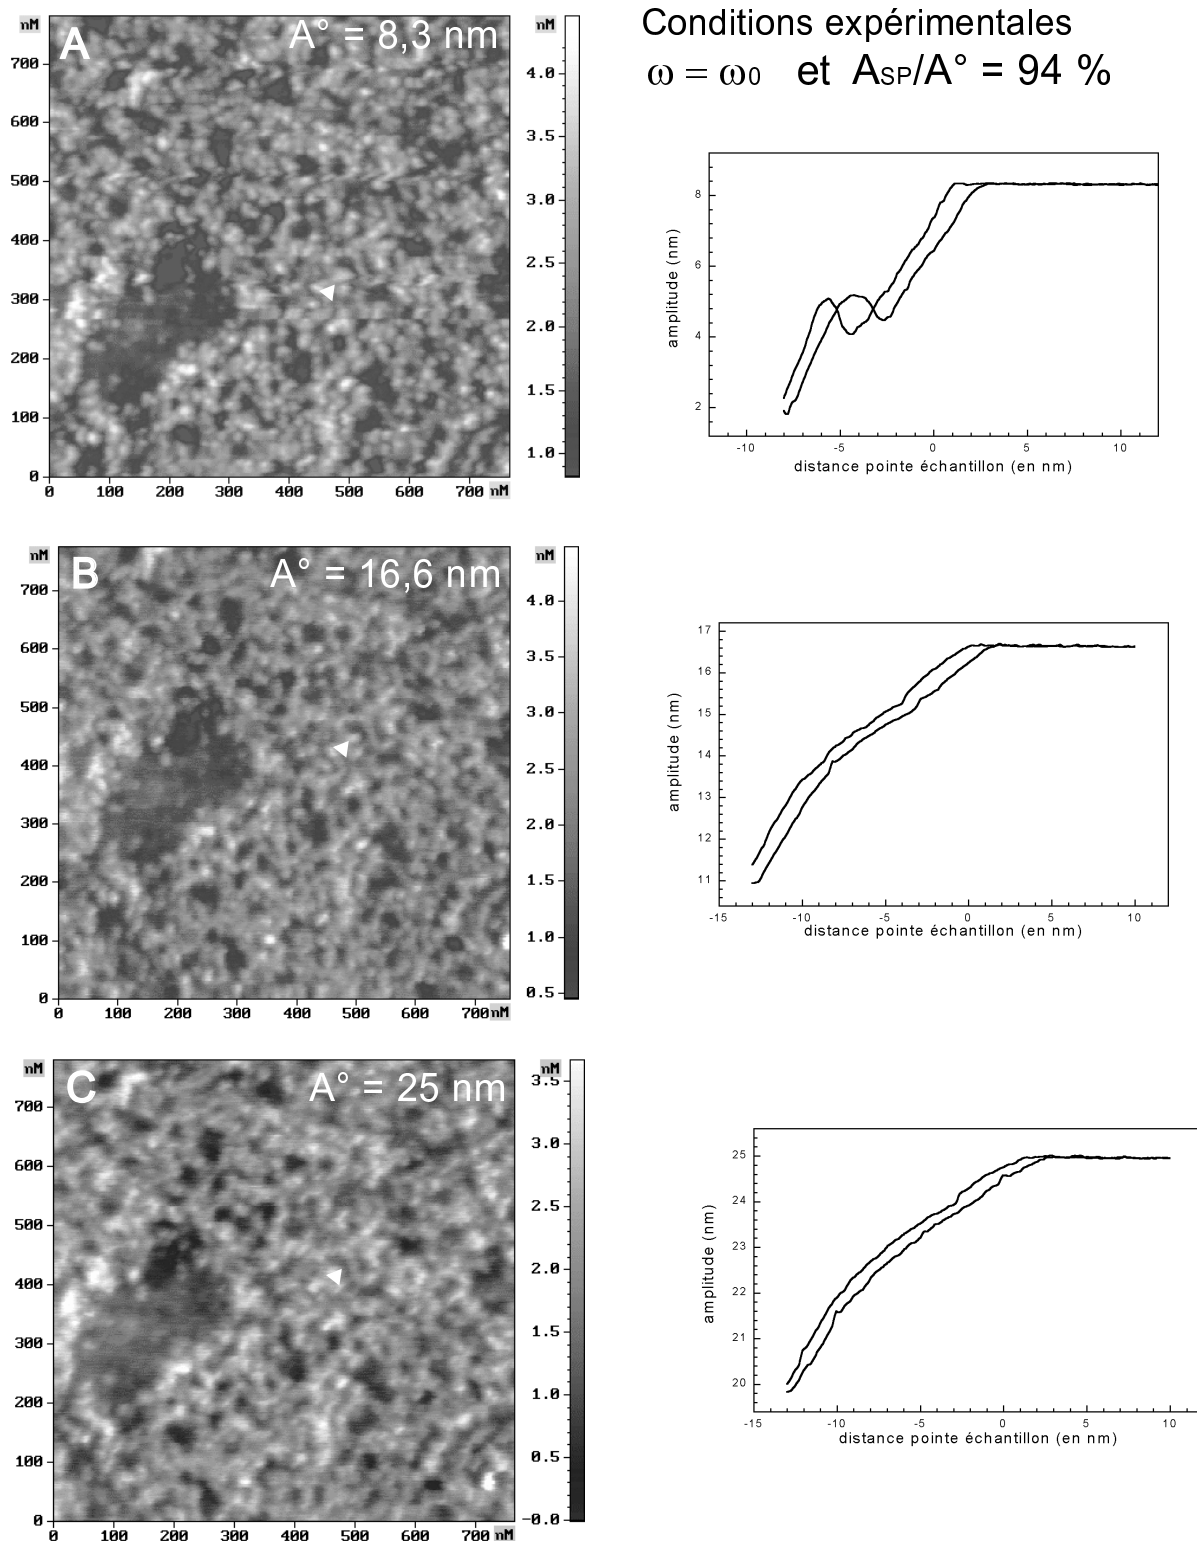 Conditions expérimentales
ω = ω0 et ASP/A° = 94 %
nM
A
A° = 8,3 nm
nM
700
600
500
400
300
200
100
0
0 100 200 300 400 500 600 700 nM
4.0
3.5
3.0
2.5
2.0
1.5
1.0
amplitude (nm)
8
6
4
2
-10 -5 0 5 10
distance pointe échantillon (en nm)
nM
B
A° = 16,6 nm
nM
700
600
500
400
300
200
100
0
0 100 200 300 400 500 600 700 nM
4.0
3.5
3.0
2.5
2.0
1.5
1.0
0.5
amplitude (nm)
17
16
15
14
13
12
11
-15 -10 -5 0 5 10
distance pointe échantillon (en nm)
nM
C
A° = 25 nm
nM
700
600
500
400
300
200
100
0
0 100 200 300 400 500 600 700 nM
3.5
3.0
2.5
2.0
1.5
1.0
0.5
-0.0
amplitude (nm)
25
24
23
22
21
20
-15 -10 -5 0 5 10
distance pointe échantillon (en nm)